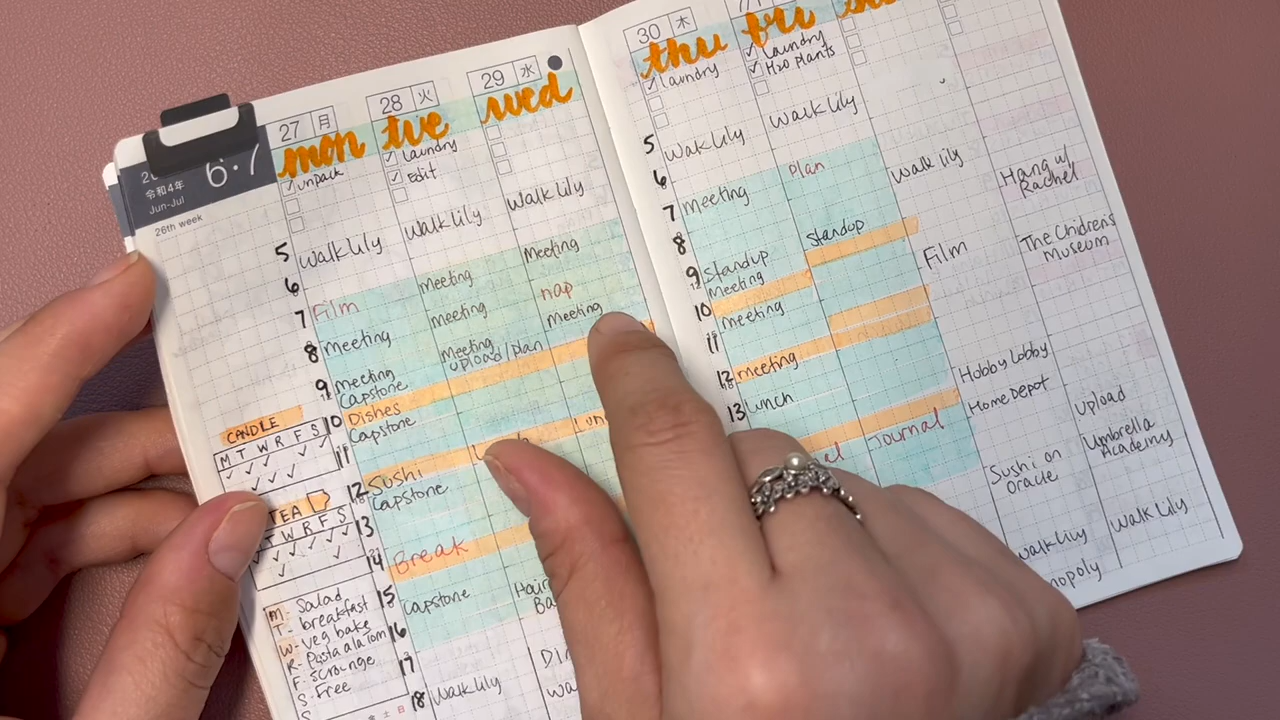 6·7
令和4年
Jun-Jul
26th week
27 月
mon
✓ unpack
5
Walk lily
6
Film
7
Meeting
8
9
Meeting
Capstone
10
Dishes
Capstone
11
12
Sushi
Capstone
13
14
Break
15
Capstone
16
17
18
Walk lily
28 火
tue
✓ Laundry
✓ Edit
Walk Lily
Meeting
Meeting
Meeting
upload/plan
29 水
wed
Walk Lily
Meeting
nap
Meeting
CANDLE
M T W R F S
TEA
T W R F S
M- Salad
T- breakfast
W- veg bake
R- Pasta ala Tom
F- Scrounge
S- Free
S
土 日
30 木
thu
✓ laundry
5
Walk Lily
6
7
Meeting
8
9
Standup
Meeting
10
Meeting
11
12
Meeting
13
Lunch
fri
✓ Laundry
✓ H2O plants
Walk Lily
Plan
Standup
Journal
Walk lily
Film
Hobby Lobby
Home Depot
Sushi on
Oracle
Walk lily
Hang w/
Rachel
The Children's
Museum
Upload
Umbrella
Academy
Walk Lily